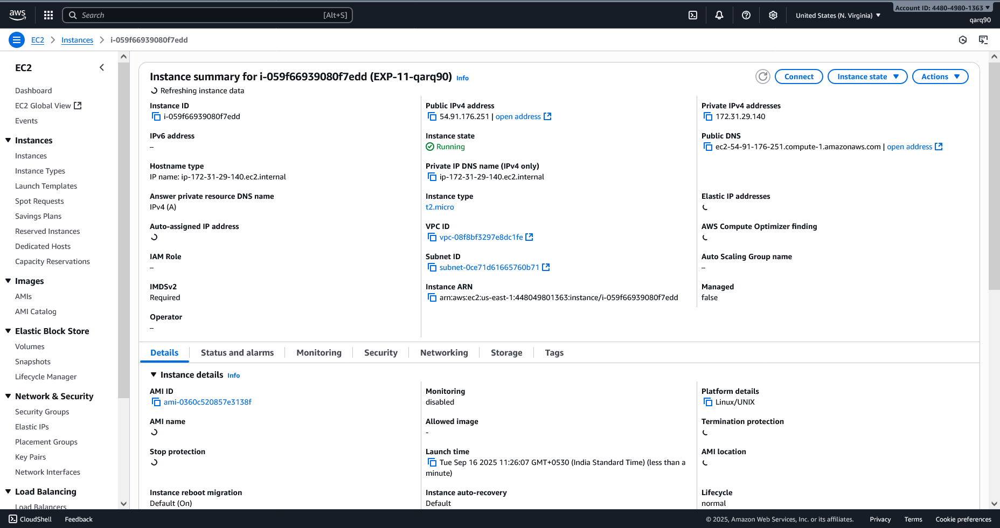 aws
Search [Alt+S]
United States (N. Virginia)
Account ID: 4480-4980-1363
qarq90
EC2 Instances i-059f66939080f7edd
EC2
Dashboard
EC2 Global View
Events
Instances
Instances
Instance Types
Launch Templates
Spot Requests
Savings Plans
Reserved Instances
Dedicated Hosts
Capacity Reservations
Images
AMIs
AMI Catalog
Elastic Block Store
Volumes
Snapshots
Lifecycle Manager
Network & Security
Security Groups
Elastic IPs
Placement Groups
Key Pairs
Network Interfaces
Load Balancing
Load Balancers
Instance summary for i-059f66939080f7edd (EXP-11-qarq90) Info
Connect
Instance state
Actions
Refreshing instance data
Instance ID
i-059f66939080f7edd
Public IPv4 address
54.91.176.251 | open address
Private IPv4 addresses
172.31.29.140
IPv6 address
–
Instance state
Running
Public DNS
ec2-54-91-176-251.compute-1.amazonaws.com | open address
Hostname type
IP name: ip-172-31-29-140.ec2.internal
Private IP DNS name (IPv4 only)
ip-172-31-29-140.ec2.internal
Answer private resource DNS name
IPv4 (A)
Instance type
t2.micro
Elastic IP addresses
Auto-assigned IP address
VPC ID
vpc-08f8bf3297e8dc1fe
AWS Compute Optimizer finding
IAM Role
–
Subnet ID
subnet-0ce71d61665760b71
Auto Scaling Group name
–
IMDSv2
Required
Instance ARN
arn:aws:ec2:us-east-1:448049801363:instance/i-059f66939080f7edd
Managed
false
Operator
–
Details Status and alarms Monitoring Security Networking Storage Tags
Instance details Info
AMI ID
ami-0360c520857e3138f
Monitoring
disabled
Platform details
Linux/UNIX
AMI name
Allowed image
-
Termination protection
Stop protection
Launch time
Tue Sep 16 2025 11:26:07 GMT+0530 (India Standard Time) (less than a
minute)
AMI location
Instance reboot migration
Default (On)
Instance auto-recovery
Default
Lifecycle
normal
CloudShell Feedback
© 2025, Amazon Web Services, Inc. or its affiliates. Privacy Terms Cookie preferences